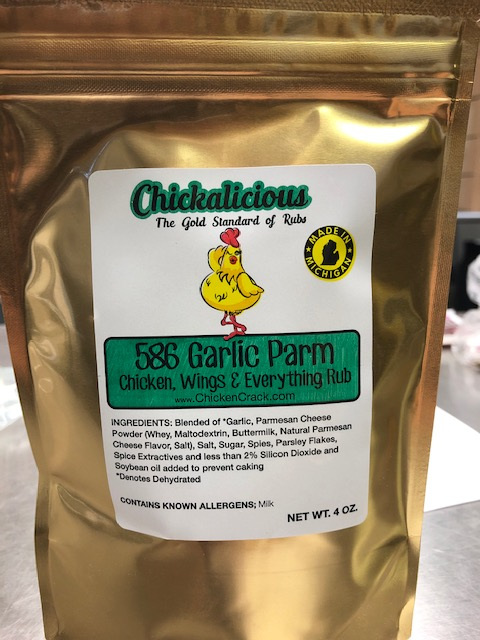 Chickalicious
The Gold Standard of Rubs
MADE IN
MICHIGAN
586 Garlic Parm
Chicken, Wings & Everything Rub
www.ChickenCrack.com
INGREDIENTS: Blended of *Garlic, Parmesan Cheese
Powder (Whey, Maltodextrin, Buttermilk, Natural Parmesan
Cheese Flavor, Salt), Salt, Sugar, Spies, Parsley Flakes,
Spice Extractives and less than 2% Silicon Dioxide and
Soybean oil added to prevent caking
*Denotes Dehydrated
CONTAINS KNOWN ALLERGENS; Milk
NET WT. 4 OZ.